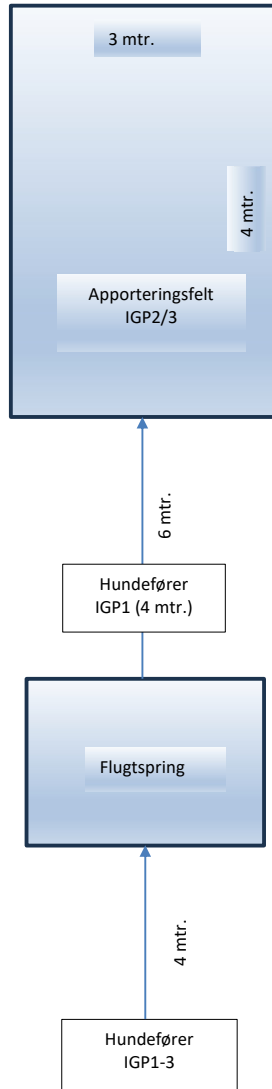 3 mtr.
4 mtr.
Apporteringsfelt
IGP2/3
6 mtr.
Hundefører
IGP1 (4 mtr.)
Flugtspring
4 mtr.
Hundefører
IGP1-3